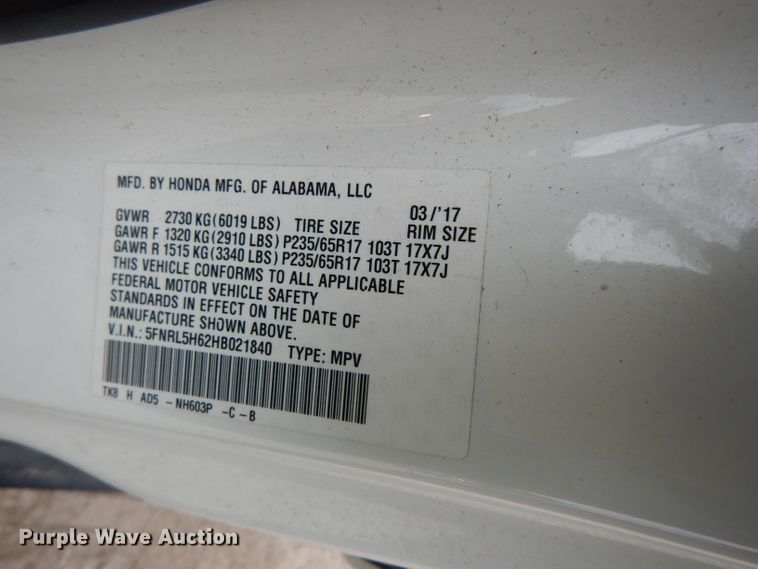 MFD. BY HONDA MFG. OF ALABAMA, LLC 03/'17
GVWR 2730 KG(6019 LBS) TIRE SIZE RIM SIZE
GAWR F 1320 KG(2910 LBS) P235/65R17 103T 17X7J
GAWR R 1515 KG(3340 LBS) P235/65R17 103T 17X7J
THIS VEHICLE CONFORMS TO ALL APPLICABLE
FEDERAL MOTOR VEHICLE SAFETY
STANDARDS IN EFFECT ON THE DATE OF
MANUFACTURE SHOWN ABOVE.
V.I.N.: 5FNRL5H62HB021840 TYPE: MPV
TK8 H AD5 -NH603P -C-B
Purple Wave Auction